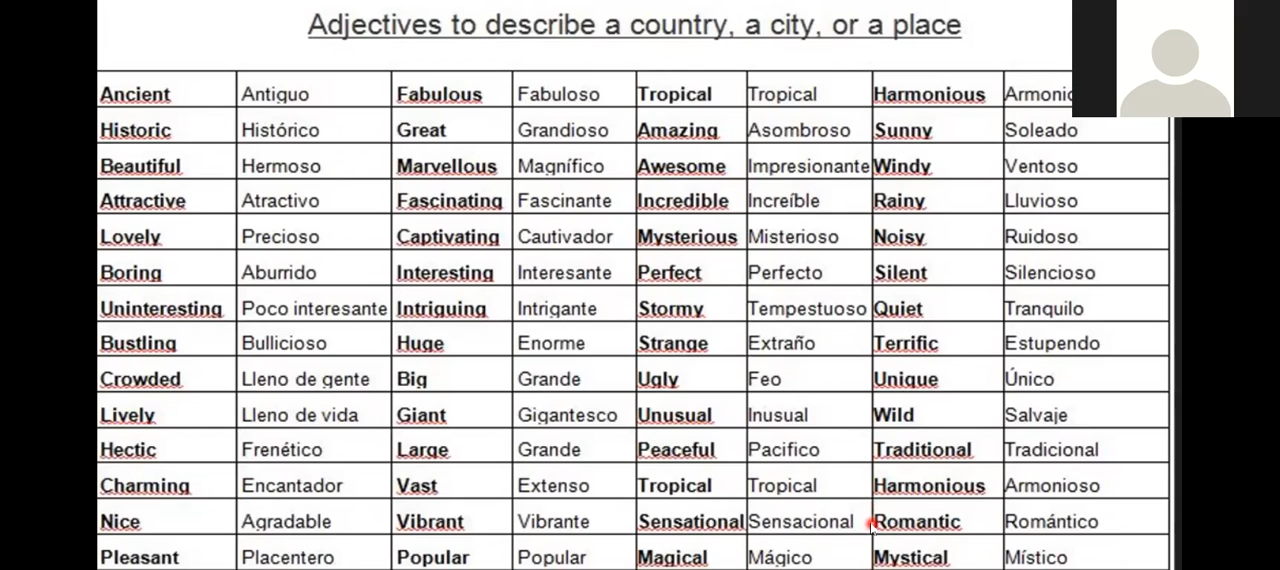 Adjectives to describe a country, a city, or a place
Ancient Antiguo Fabulous Fabuloso Tropical Tropical Harmonious
Historic Histórico Great Grandioso Amazing Asombroso Sunny Soleado
Beautiful Hermoso Marvellous Magnífico Awesome Impresionante Windy Ventoso
Attractive Atractivo Fascinating Fascinante Incredible Increíble Rainy Lluvioso
Lovely Precioso Captivating Cautivador Mysterious Misterioso Noisy Ruidoso
Boring Aburrido Interesting Interesante Perfect Perfecto Silent Silencioso
Uninteresting Poco interesante Intriguing Intrigante Stormy Tempestuoso Quiet Tranquilo
Bustling Bullicioso Huge Enorme Strange Extraño Terrific Estupendo
Crowded Lleno de gente Big Grande Ugly Feo Unique Único
Lively Lleno de vida Giant Gigantesco Unusual Inusual Wild Salvaje
Hectic Frenético Large Grande Peaceful Pacifico Traditional Tradicional
Charming Encantador Vast Extenso Tropical Tropical Harmonious Armonioso
Nice Agradable Vibrant Vibrante Sensational Sensacional Romantic Romántico
Pleasant Placentero Popular Popular Magical Mágico Mystical Místico